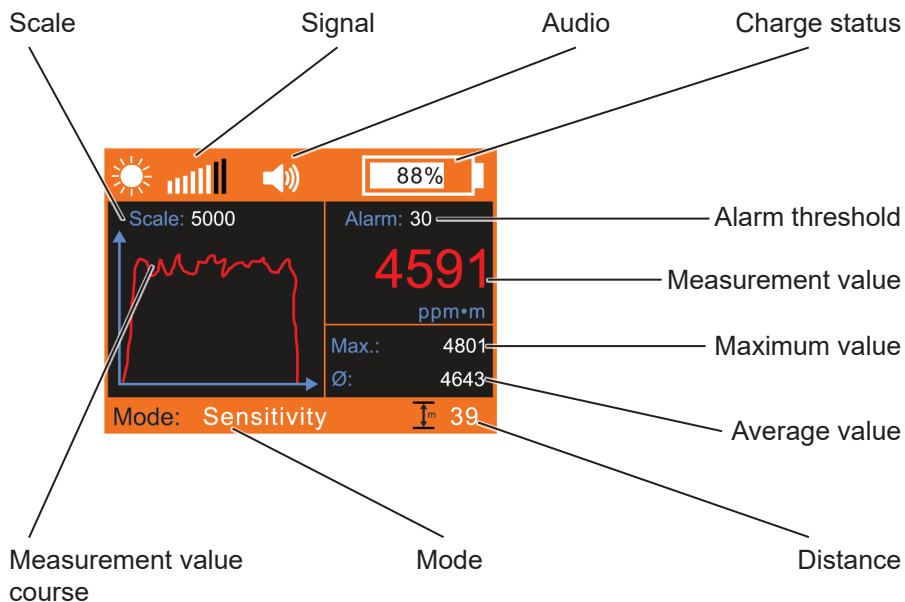 Scale
Signal
Audio
Charge status
88%
Scale: 5000
Alarm: 30
Alarm threshold
4591
Measurement value
ppm•m
Max.: 4801
Maximum value
Ø: 4643
Average value
Mode: Sensitivity
m 39
Measurement value
course
Mode
Distance